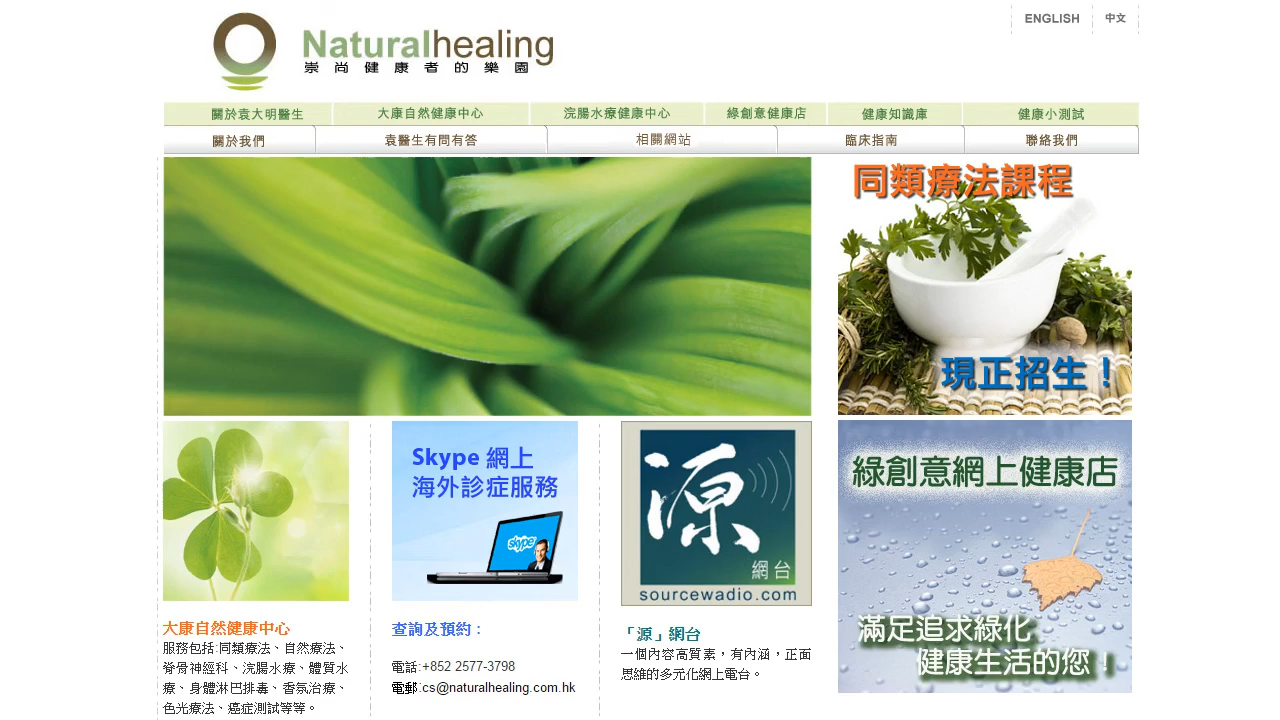 ENGLISH 中文
Naturalhealing
崇尚健康者的樂園
關於袁大明醫生 大康自然健康中心 浣腸水療健康中心 綠創意健康店 健康知識庫 健康小測試
關於我們 袁醫生有問有答 相關網站 臨床指南 聯絡我們
同類療法課程
現正招生！
Skype 網上
海外診症服務
skype
源
網台
sourcewadio.com
綠創意網上健康店
滿足追求綠化
健康生活的您！
大康自然健康中心
服務包括:同類療法、自然療法、
脊骨神經科、浣腸水療、體質水
療、身體淋巴排毒、香氛治療、
色光療法、癌症測試等等。
查詢及預約：
電話:+852 2577-3798
電郵:cs@naturalhealing.com.hk
「源」網台
一個內容高質素，有內涵，正面
思維的多元化網上電台。